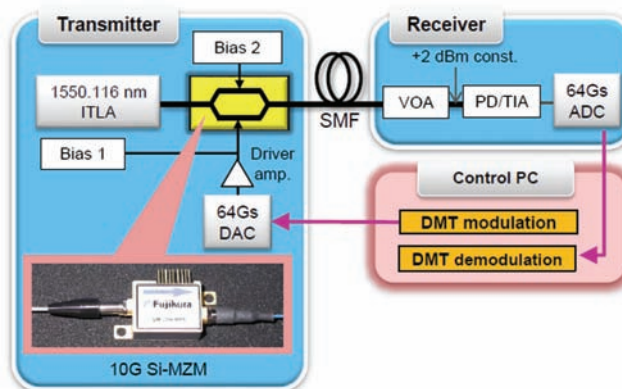 Transmitter
Bias 2
1550.116 nm
ITLA
Bias 1
Driver
amp.
64Gs
DAC
Fujikura
10G Si-MZM
SMF
Receiver
+2 dBm const.
VOA
PD/TIA
64Gs
ADC
Control PC
DMT modulation
DMT demodulation